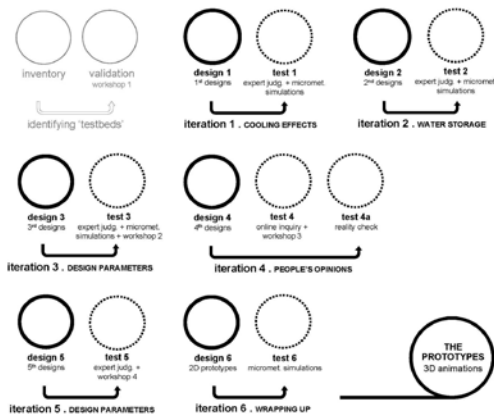 inventory
validation
workshop 1
identifying 'testbeds'
design 1
1st designs
test 1
expert judg. + micromet.
simulations
iteration 1 . COOLING EFFECTS
design 2
2nd designs
test 2
expert judg. + micromet.
simulations
iteration 2 . WATER STORAGE
design 3
3rd designs
test 3
expert judg. + micromet.
simulations + workshop 2
iteration 3 . DESIGN PARAMETERS
design 4
4th designs
test 4
online inquiry +
workshop 3
test 4a
reality check
iteration 4 . PEOPLE'S OPINIONS
design 5
5th designs
test 5
expert judg. +
workshop 4
iteration 5 . DESIGN PARAMETERS
design 6
2D prototypes
test 6
micromet. simulations
iteration 6 . WRAPPING UP
THE
PROTOTYPES
3D animations